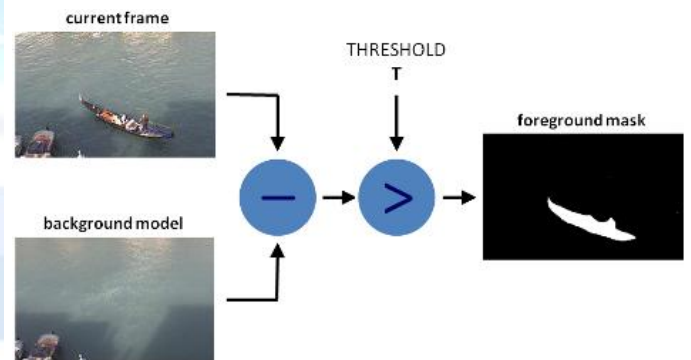 current frame
THRESHOLD
T
foreground mask
−
>
background model